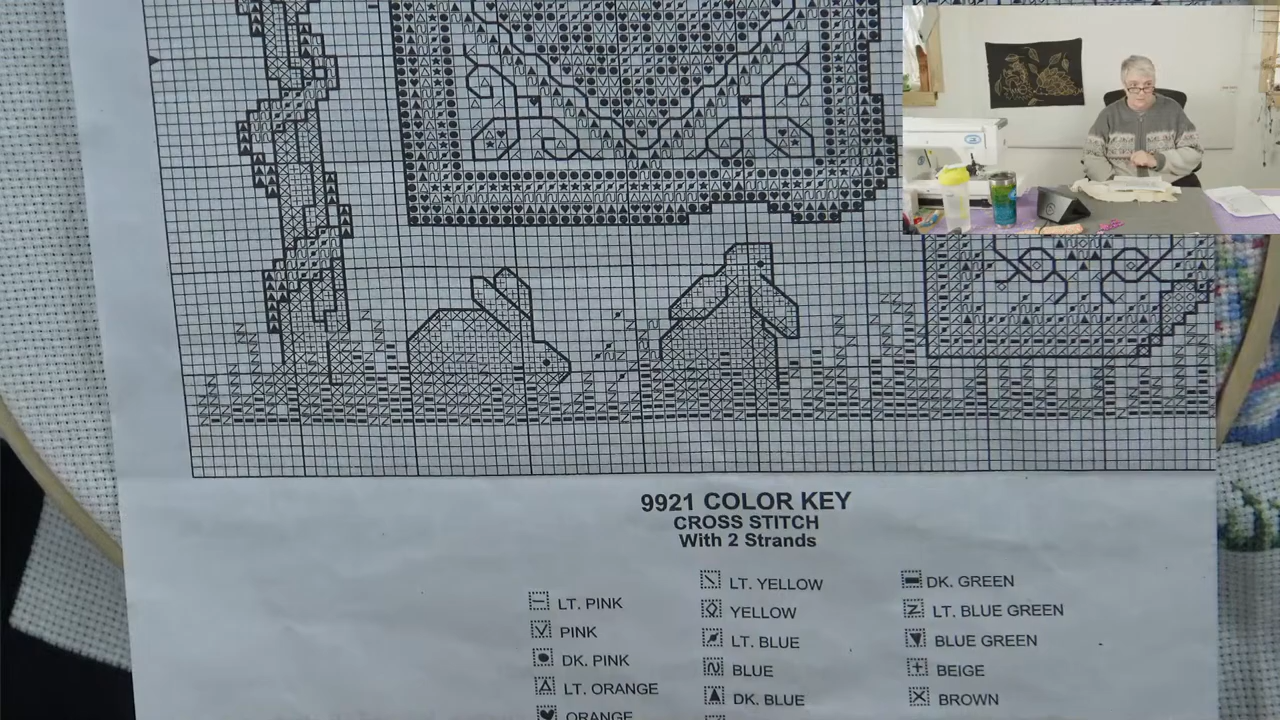 9921 COLOR KEY
CROSS STITCH
With 2 Strands
LT. PINK
PINK
DK. PINK
LT. ORANGE
ORANGE
LT. YELLOW
YELLOW
LT. BLUE
BLUE
DK. BLUE
DK. GREEN
LT. BLUE GREEN
BLUE GREEN
BEIGE
BROWN